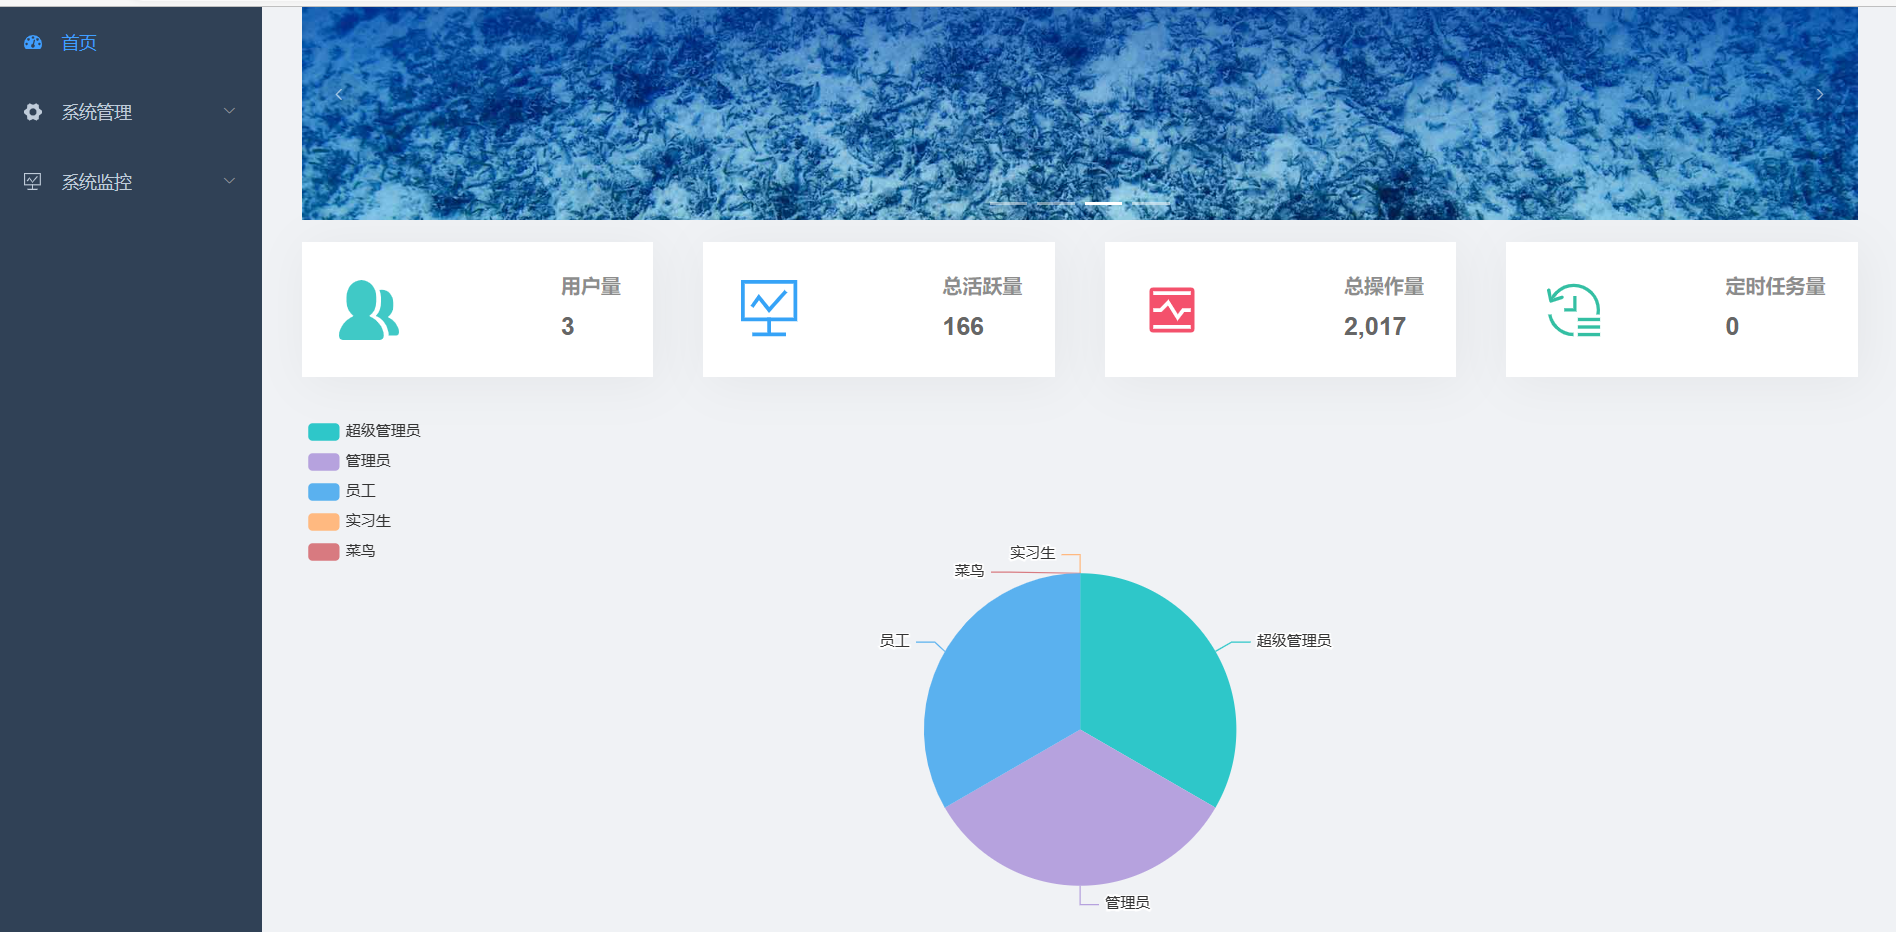 首页
系统管理
系统监控
用户量
3
总活跃量
166
总操作量
2,017
定时任务量
0
超级管理员
管理员
员工
实习生
菜鸟
实习生
菜鸟
员工
超级管理员
管理员